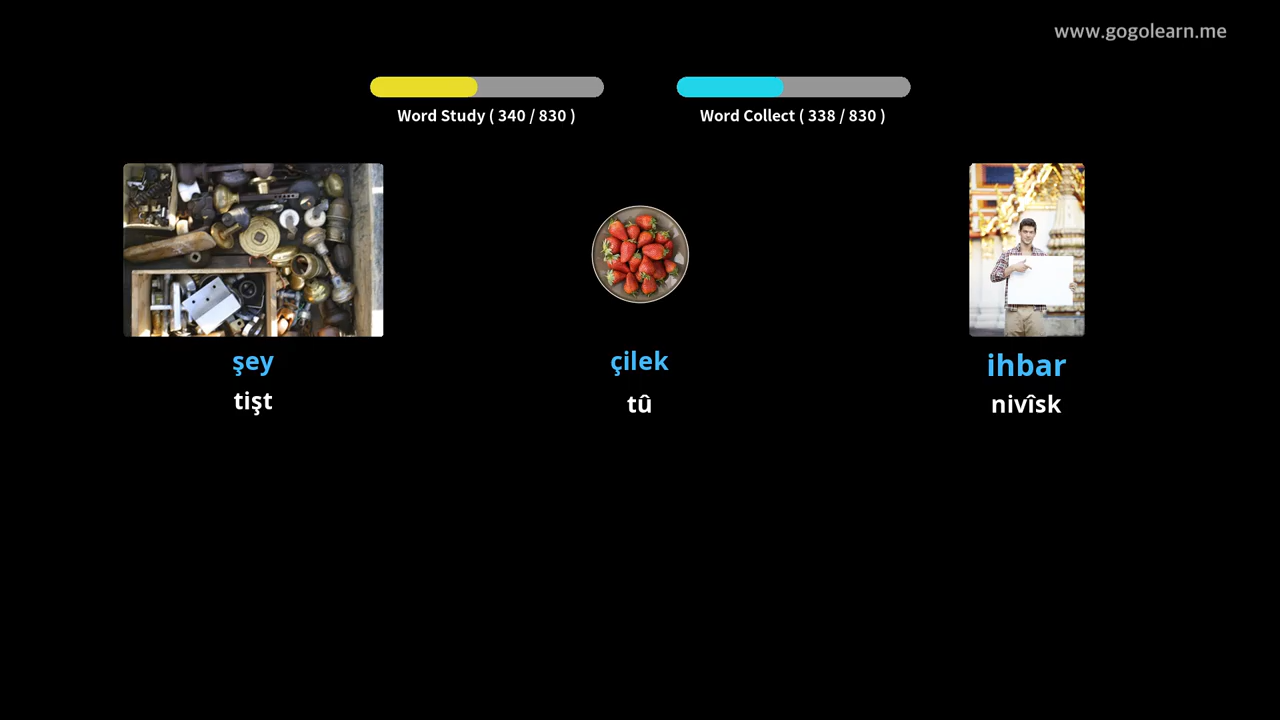 www.gogolearn.me
Word Study ( 340 / 830 )
Word Collect ( 338 / 830 )
şey
çilek
ihbar
tişt
tû
nivîsk